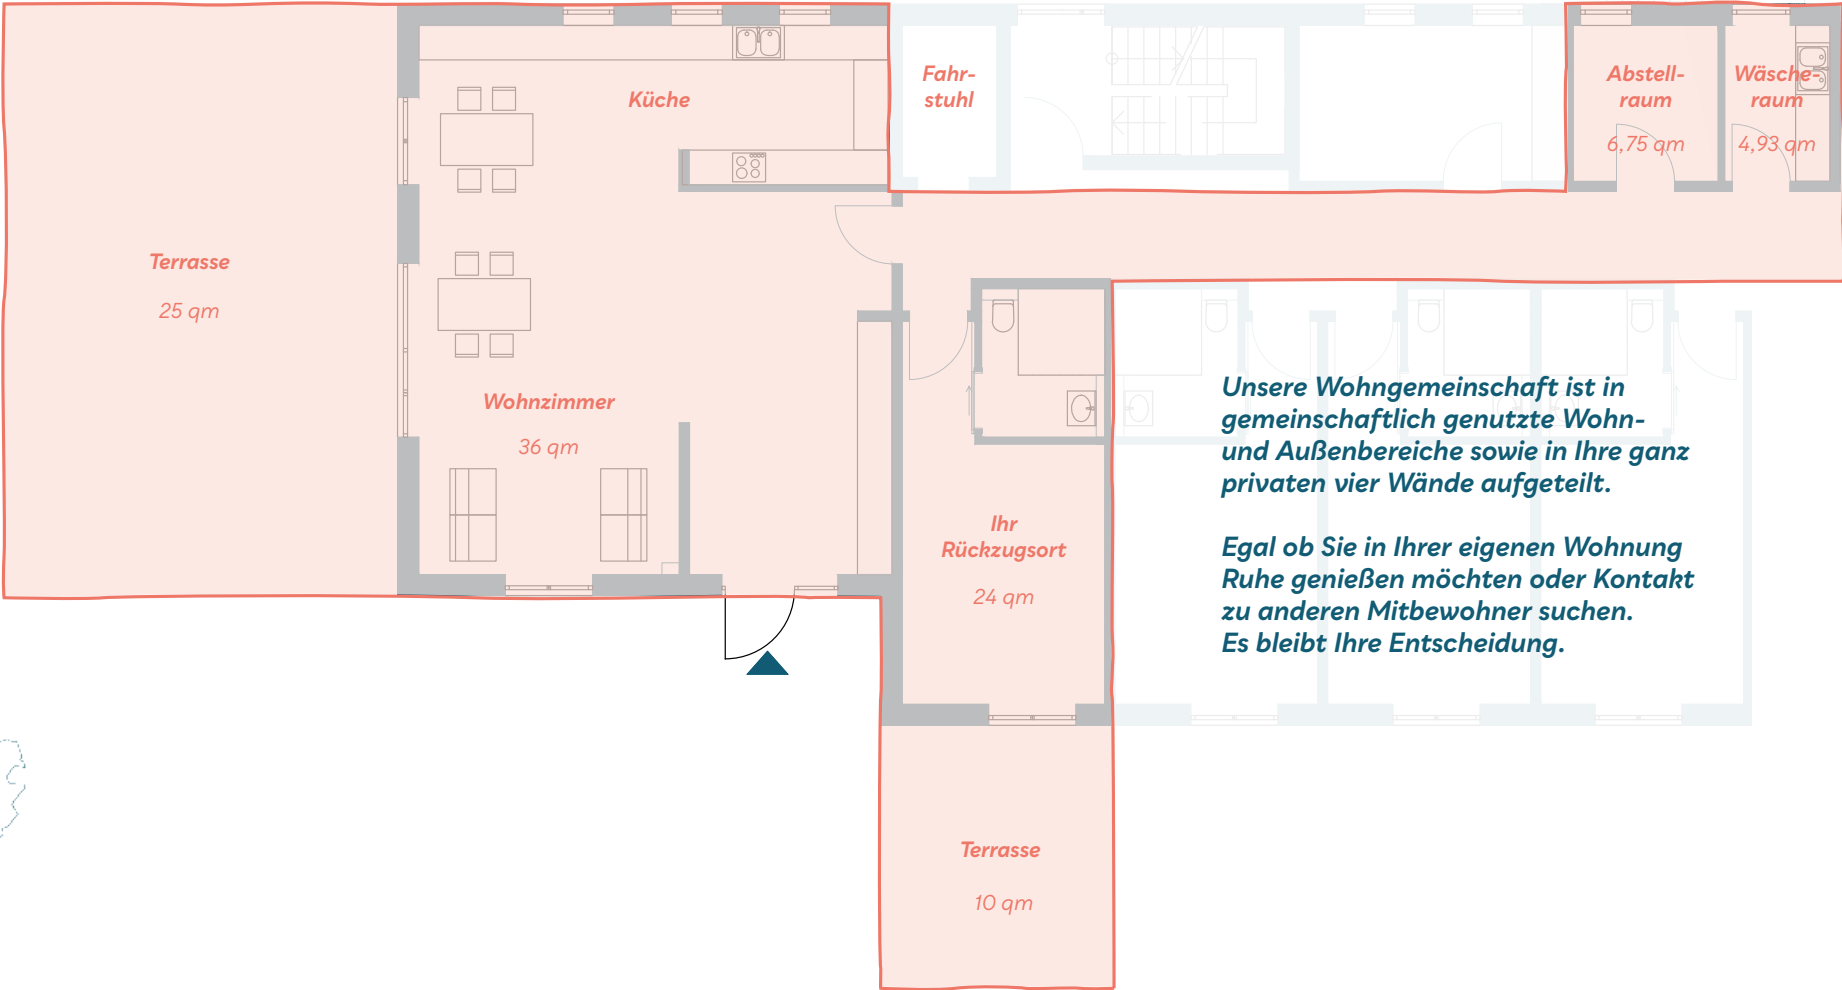 Küche
Fahr-
stuhl
Abstell-
raum
6,75 qm
Wäsche-
raum
4,93 qm
Terrasse
25 qm
Wohnzimmer
36 qm
Ihr
Rückzugsort
24 qm
Unsere Wohngemeinschaft ist in
gemeinschaftlich genutzte Wohn-
und Außenbereiche sowie in Ihre ganz
privaten vier Wände aufgeteilt.
Egal ob Sie in Ihrer eigenen Wohnung
Ruhe genießen möchten oder Kontakt
zu anderen Mitbewohner suchen.
Es bleibt Ihre Entscheidung.
Terrasse
10 qm